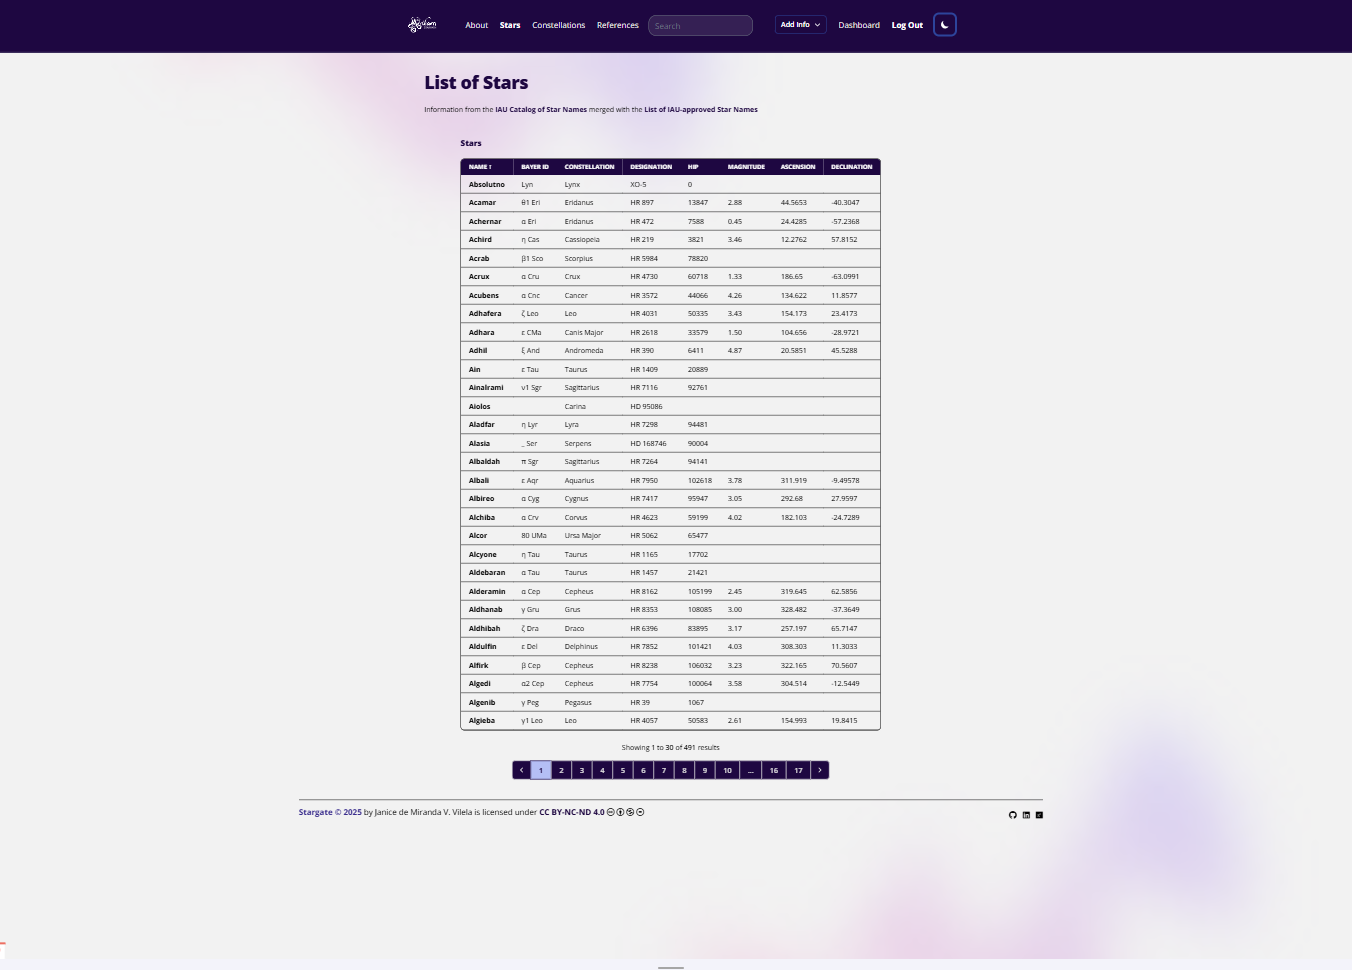 About Stars Constellations References Search Add Info Dashboard Log Out
List of Stars
Information from the IAU Catalog of Star Names merged with the List of IAU-approved Star Names
Stars
NAME ↑ BAYER ID CONSTELLATION DESIGNATION HIP MAGNITUDE ASCENSION DECLINATION
Absolutno Lyn Lynx XO-5 0
Acamar θ1 Eri Eridanus HR 897 13847 2.88 44.5653 -40.3047
Achernar α Eri Eridanus HR 472 7588 0.45 24.4285 -57.2368
Achird η Cas Cassiopeia HR 219 3821 3.46 12.2762 57.8152
Acrab β1 Sco Scorpius HR 5984 78820
Acrux α Cru Crux HR 4730 60718 1.33 186.65 -63.0991
Acubens α Cnc Cancer HR 3572 44066 4.26 134.622 11.8577
Adhafera ζ Leo Leo HR 4031 50335 3.43 154.173 23.4173
Adhara ε CMa Canis Major HR 2618 33579 1.50 104.656 -28.9721
Adhil ξ And Andromeda HR 390 6411 4.87 20.5851 45.5288
Ain ε Tau Taurus HR 1409 20889
Ainalrami ν1 Sgr Sagittarius HR 7116 92761
Aiolos Carina HD 95086
Aladfar η Lyr Lyra HR 7298 94481
Alasia _ Ser Serpens HD 168746 90004
Albaldah π Sgr Sagittarius HR 7264 94141
Albali ε Aqr Aquarius HR 7950 102618 3.78 311.919 -9.49578
Albireo α Cyg Cygnus HR 7417 95947 3.05 292.68 27.9597
Alchiba α Crv Corvus HR 4623 59199 4.02 182.103 -24.7289
Alcor 80 UMa Ursa Major HR 5062 65477
Alcyone η Tau Taurus HR 1165 17702
Aldebaran α Tau Taurus HR 1457 21421
Alderamin α Cep Cepheus HR 8162 105199 2.45 319.645 62.5856
Aldhanab γ Gru Grus HR 8353 108085 3.00 328.482 -37.3649
Aldhibah ζ Dra Draco HR 6396 83895 3.17 257.197 65.7147
Aldulfin ε Del Delphinus HR 7852 101421 4.03 308.303 11.3033
Alfirk β Cep Cepheus HR 8238 106032 3.23 322.165 70.5607
Algedi α2 Cep Cepheus HR 7754 100064 3.58 304.514 -12.5449
Algenib γ Peg Pegasus HR 39 1067
Algieba γ1 Leo Leo HR 4057 50583 2.61 154.993 19.8415
Showing 1 to 30 of 491 results
‹ 1 2 3 4 5 6 7 8 9 10 ... 16 17 ›
Stargate © 2025 by Janice de Miranda V. Vilela is licensed under CC BY-NC-ND 4.0